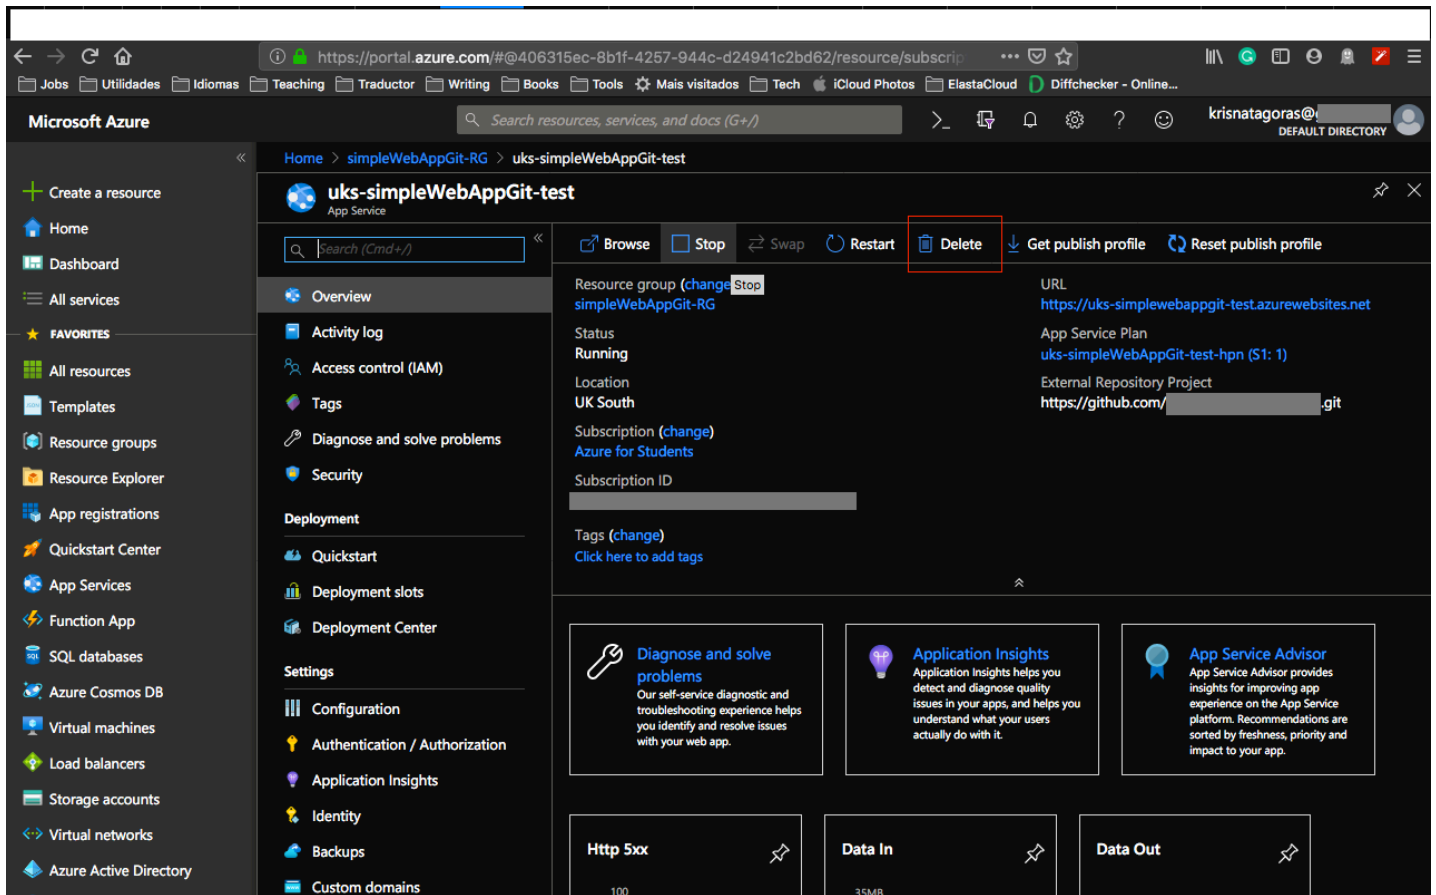 https://portal.azure.com/#@406315ec-8b1f-4257-944c-d24941c2bd62/resource/subscrip
Jobs Utilidades Idiomas Teaching Traductor Writing Books Tools Mais visitados Tech iCloud Photos ElastaCloud Diffchecker - Online...
Microsoft Azure
Search resources, services, and docs (G+/)
krisnatagoras@
DEFAULT DIRECTORY
Home > simpleWebAppGit-RG > uks-simpleWebAppGit-test
uks-simpleWebAppGit-test
App Service
Create a resource
Home
Dashboard
All services
FAVORITES
All resources
Templates
Resource groups
Resource Explorer
App registrations
Quickstart Center
App Services
Function App
SQL databases
Azure Cosmos DB
Virtual machines
Load balancers
Storage accounts
Virtual networks
Azure Active Directory
Search (Cmd+/)
Overview
Activity log
Access control (IAM)
Tags
Diagnose and solve problems
Security
Deployment
Quickstart
Deployment slots
Deployment Center
Settings
Configuration
Authentication / Authorization
Application Insights
Identity
Backups
Custom domains
Browse Stop Swap Restart Delete Get publish profile Reset publish profile
Resource group (change Stop
simpleWebAppGit-RG
Status
Running
Location
UK South
Subscription (change)
Azure for Students
Subscription ID
Tags (change)
Click here to add tags
URL
https://uks-simplewebappgit-test.azurewebsites.net
App Service Plan
uks-simpleWebAppGit-test-hpn (S1: 1)
External Repository Project
https://github.com/ .git
Diagnose and solve
problems
Our self-service diagnostic and
troubleshooting experience helps
you identify and resolve issues
with your web app.
Application Insights
Application Insights helps you
detect and diagnose quality
issues in your apps, and helps you
understand what your users
actually do with it.
App Service Advisor
App Service Advisor provides
insights for improving app
experience on the App Service
platform. Recommendations are
sorted by freshness, priority and
impact to your app.
Http 5xx
100
Data In
35MB
Data Out